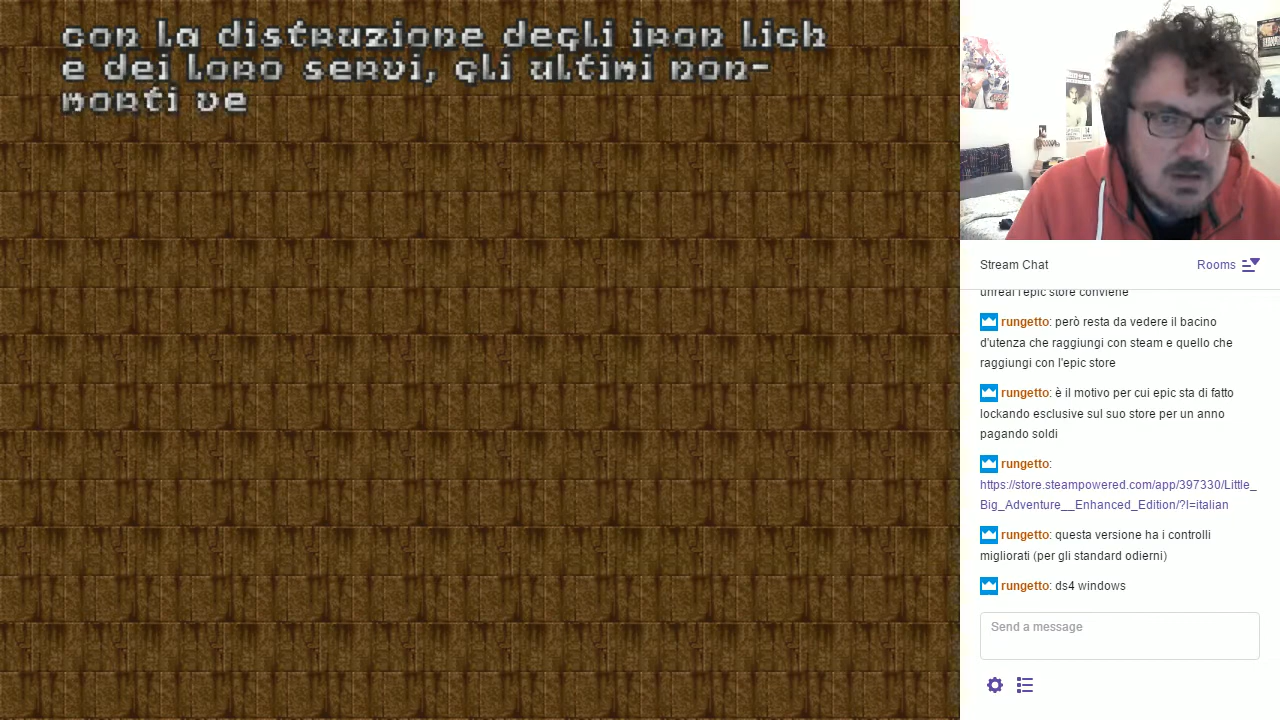 con la distruzione degli iron lich
e dei loro servi, gli ultimi non-
morti ve
Stream Chat
Rooms
unreal l'epic store conviene
rungetto: però resta da vedere il bacino
d'utenza che raggiungi con steam e quello che
raggiungi con l'epic store
rungetto: è il motivo per cui epic sta di fatto
lockando esclusive sul suo store per un anno
pagando soldi
rungetto:
https://store.steampowered.com/app/397330/Little_
Big_Adventure__Enhanced_Edition/?l=italian
rungetto: questa versione ha i controlli
migliorati (per gli standard odierni)
rungetto: ds4 windows
Send a message